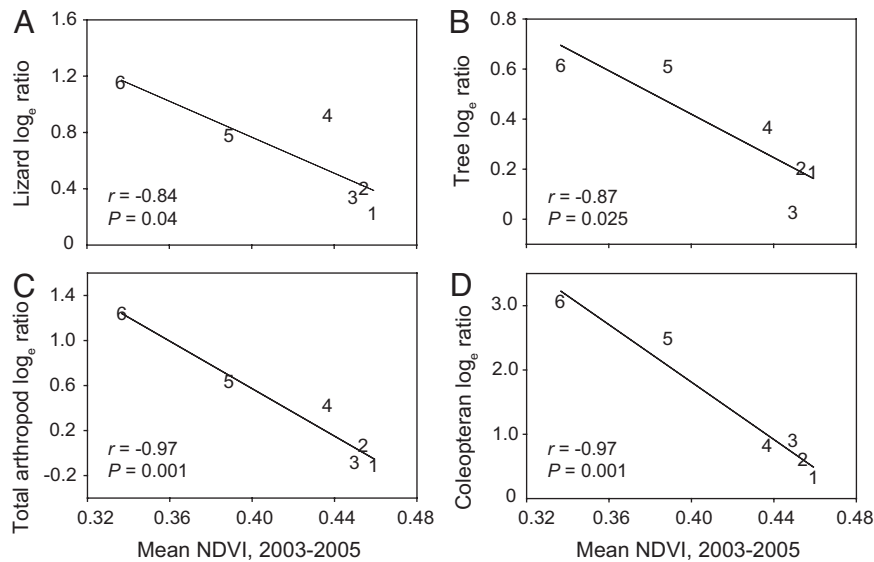 A
Lizard logₑ ratio
1.6
1.2
0.8
0.4
0
6
5
4
3
2
1
r = -0.84
P = 0.04
B
Tree logₑ ratio
0.8
0.6
0.4
0.2
0
6
5
4
2
1
3
r = -0.87
P = 0.025
C
Total arthropod logₑ ratio
1.4
1.0
0.6
0.2
-0.2
6
5
4
2
3
1
r = -0.97
P = 0.001
0.32
0.36
0.40
0.44
0.48
Mean NDVI, 2003-2005
D
Coleopteran logₑ ratio
3.0
2.0
1.0
0
6
5
4
3
2
1
r = -0.97
P = 0.001
0.32
0.36
0.40
0.44
0.48
Mean NDVI, 2003-2005